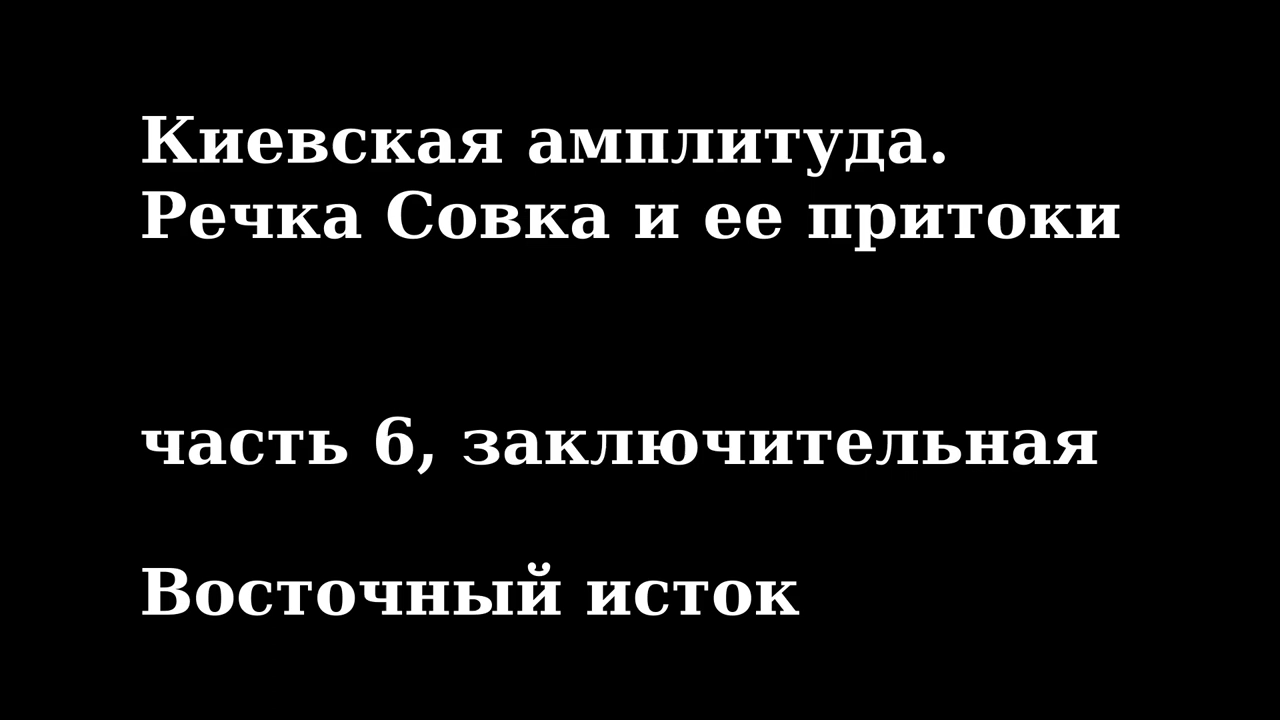 Киевская амплитуда.
Речка Совка и ее притоки
часть 6, заключительная
Восточный исток